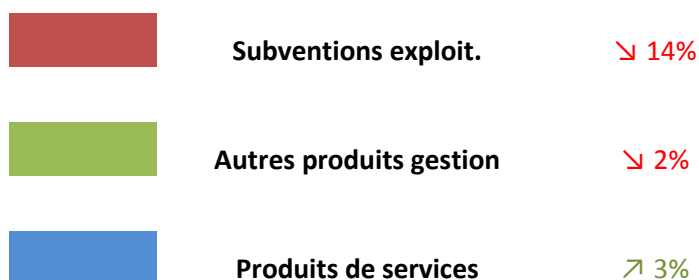 Subventions exploit. ↘ 14%
Autres produits gestion ↘ 2%
Produits de services ↗ 3%